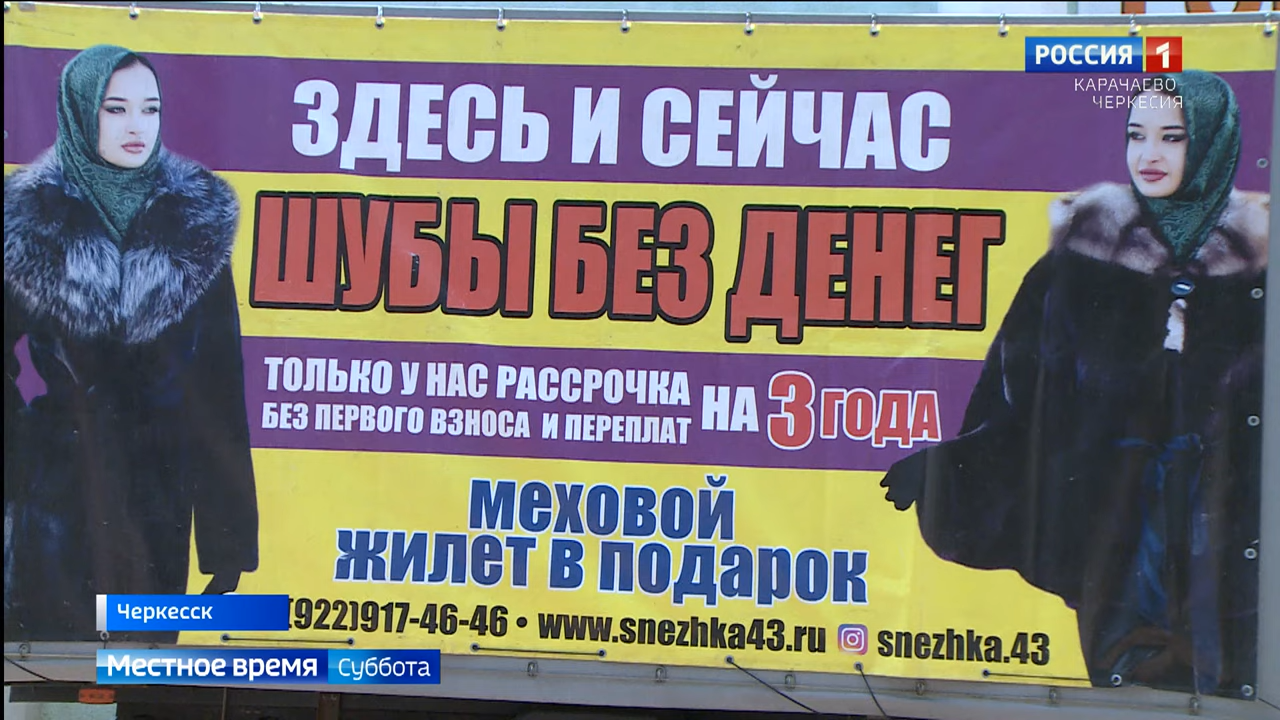 РОССИЯ 1
КАРАЧАЕВО
ЧЕРКЕСИЯ
ЗДЕСЬ И СЕЙЧАС
ШУБЫ БЕЗ ДЕНЕГ
ТОЛЬКО У НАС РАССРОЧКА
БЕЗ ПЕРВОГО ВЗНОСА И ПЕРЕПЛАТ
НА 3 ГОДА
МЕХОВОЙ
ЖИЛЕТ В ПОДАРОК
(922)917-46-46 • www.snezhka43.ru snezhka.43
Черкесск
Местное время Суббота